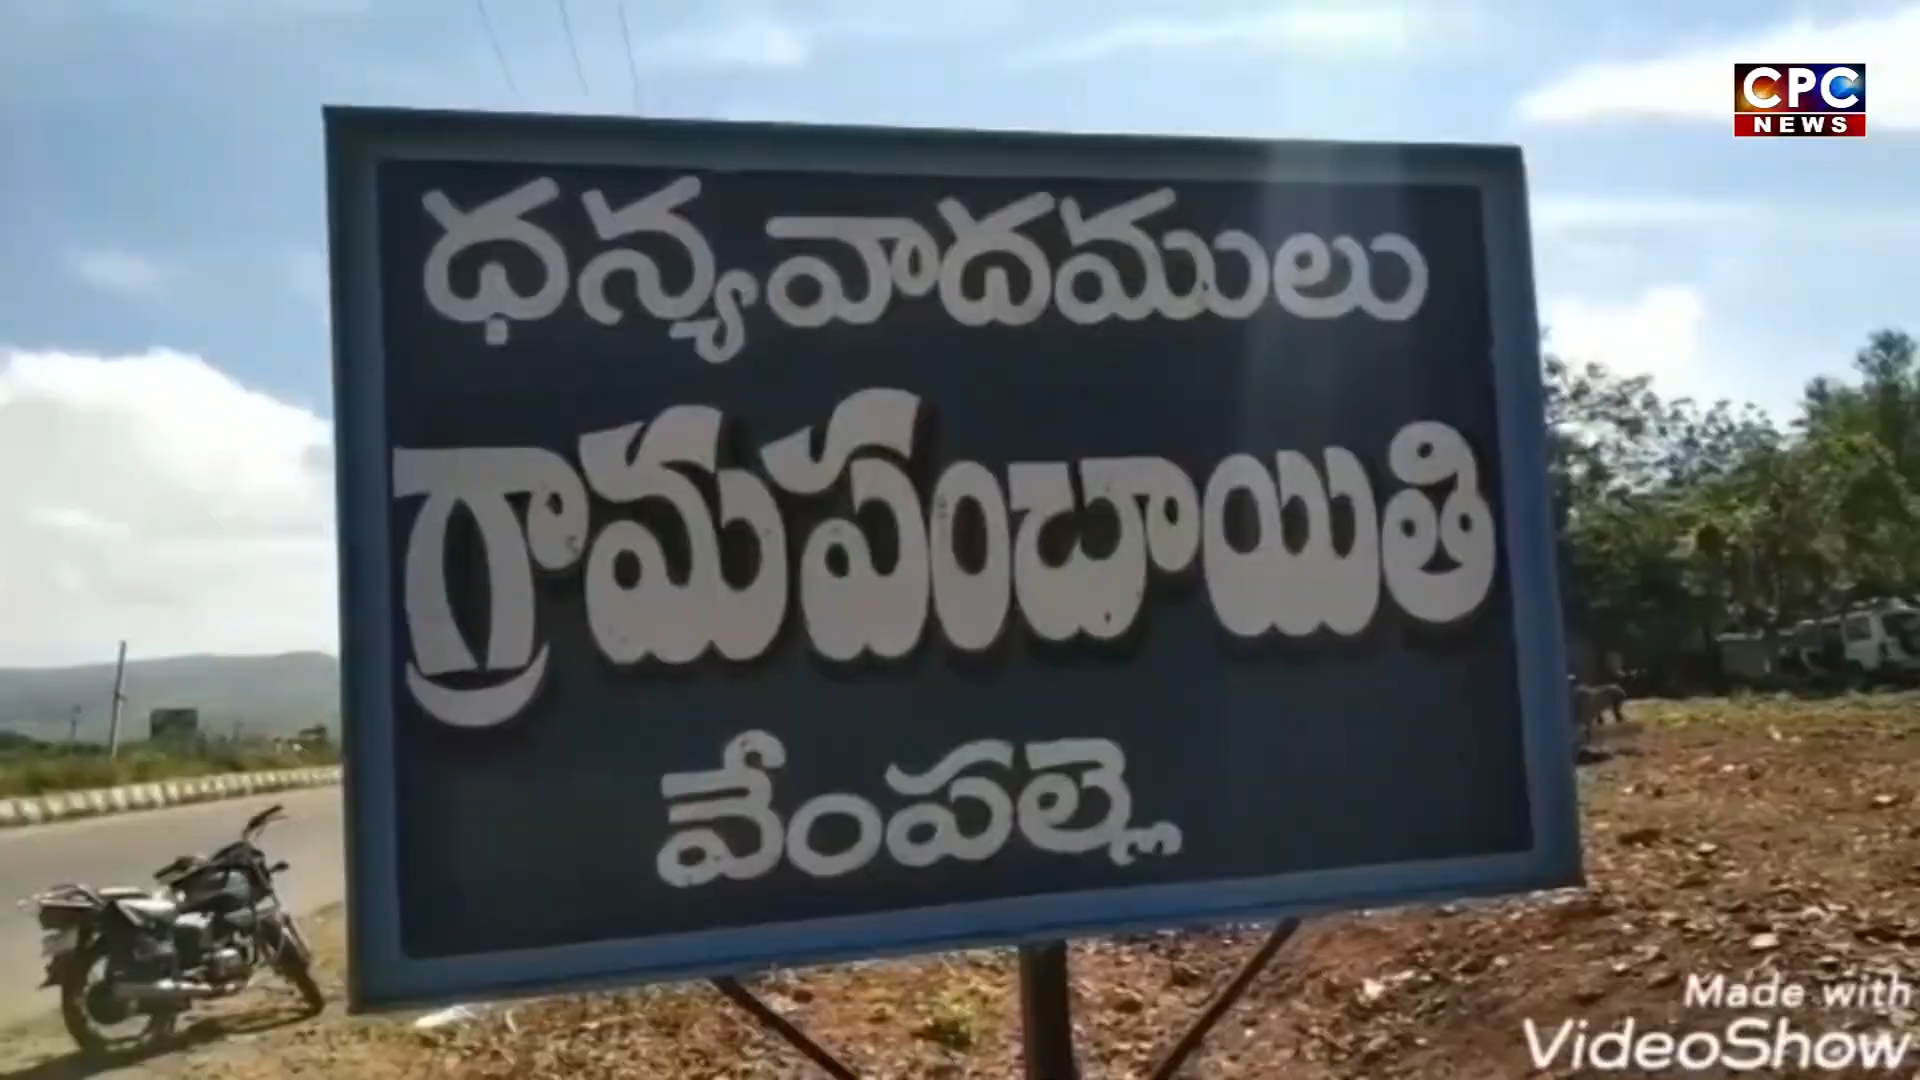 CPC
NEWS
ధన్యవాదములు
గ్రామపంచాయితి
వేంపల్లె
Made with
VideoShow